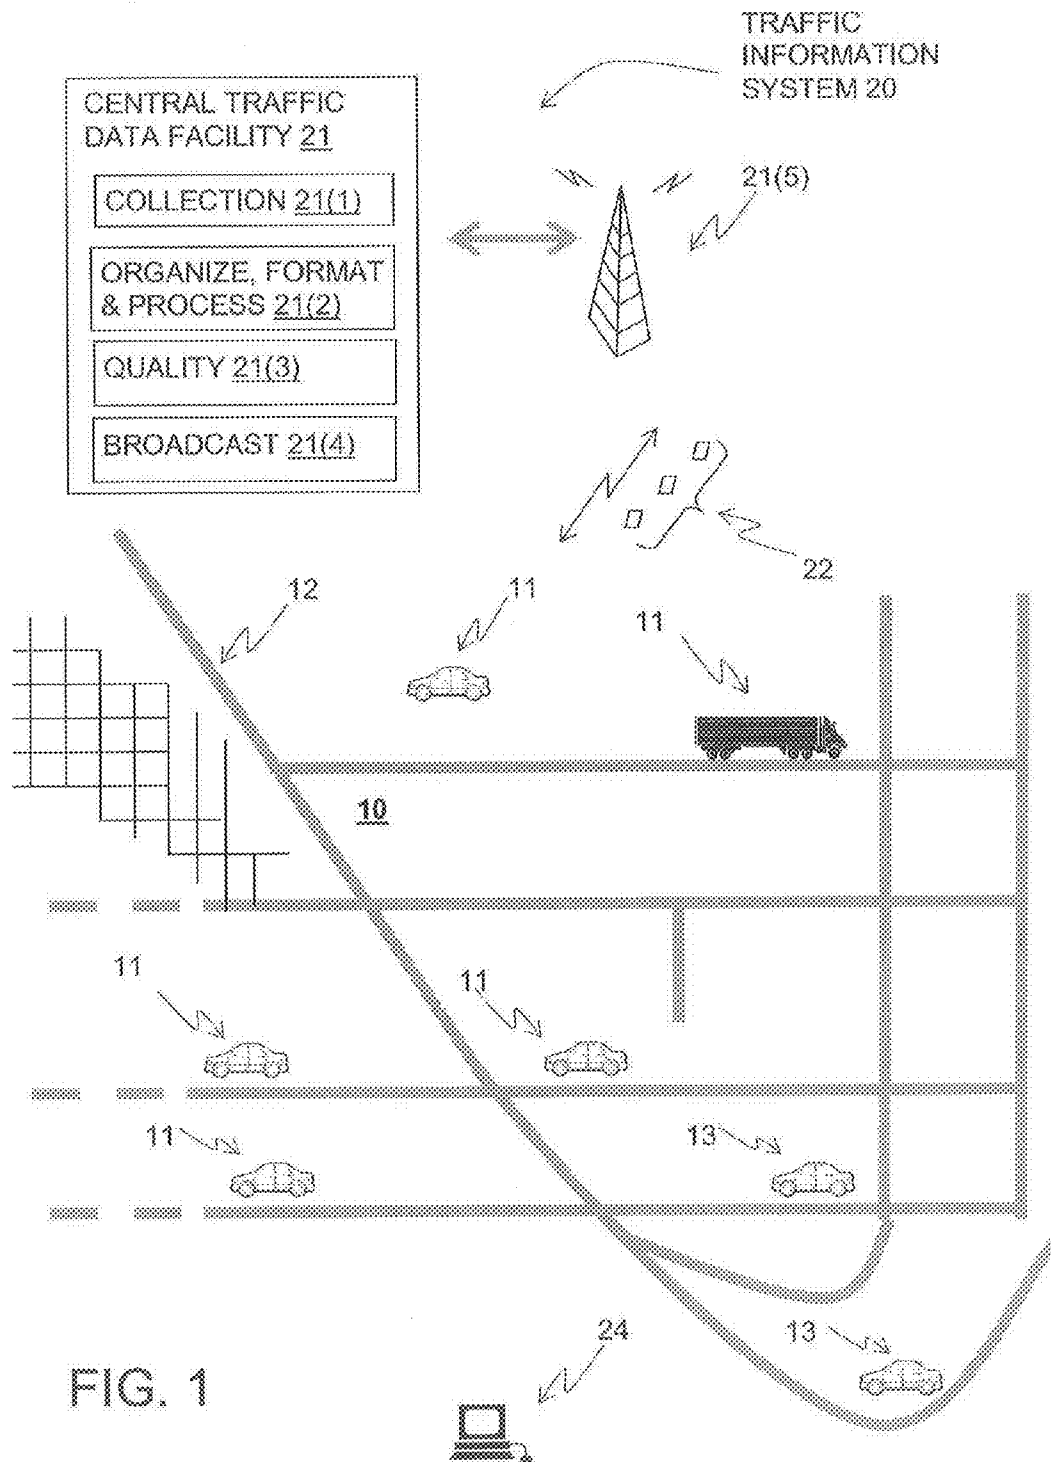 TRAFFIC
INFORMATION
SYSTEM 20
CENTRAL TRAFFIC
DATA FACILITY 21
COLLECTION 21(1)
ORGANIZE, FORMAT
& PROCESS 21(2)
QUALITY 21(3)
BROADCAST 21(4)
21(5)
22
12
11
11
10
11
11
11
13
13
24
FIG. 1